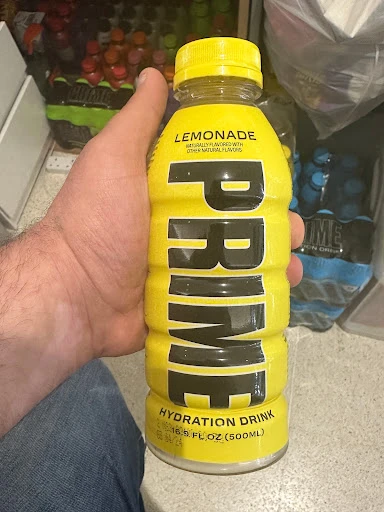 LEMONADE
NATURALLY FLAVORED WITH
OTHER NATURAL FLAVORS
PRIME
HYDRATION DRINK
16.9 FL OZ (500ML)